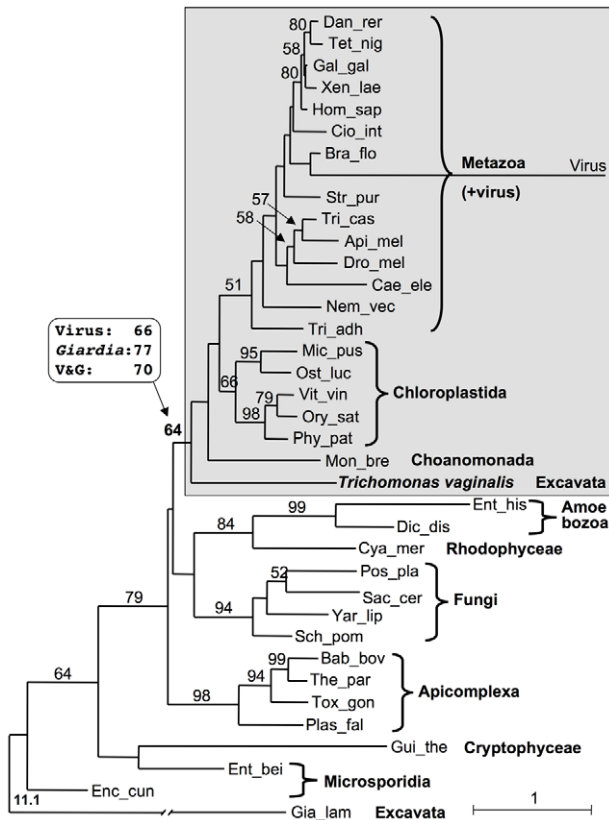 80 Dan_rer
Tet_nig
58
Gal_gal
80
Xen_lae
Hom_sap
Cio_int
Bra_flo
Metazoa
Virus
(+virus)
Str_pur
57
Tri_cas
58
Api_mel
Dro_mel
Cae_ele
51
Nem_vec
Tri_adh
Virus: 66
Giardia:77
V&G: 70
95 Mic_pus
Ost_luc
66
Chloroplastida
79 Vit_vin
98 Ory_sat
Phy_pat
64
Mon_bre Choanomonada
Trichomonas vaginalis Excavata
99 Ent_his
Amoe
bozoa
84 Dic_dis
Cya_mer Rhodophyceae
52 Pos_pla
Sac_cer
Fungi
94 Yar_lip
Sch_pom
79
99 Bab_bov
94 The_par
Apicomplexa
64
98 Tox_gon
Plas_fal
Gui_the Cryptophyceae
Ent_bei
Microsporidia
Enc_cun
11.1
Gia_lam Excavata
1